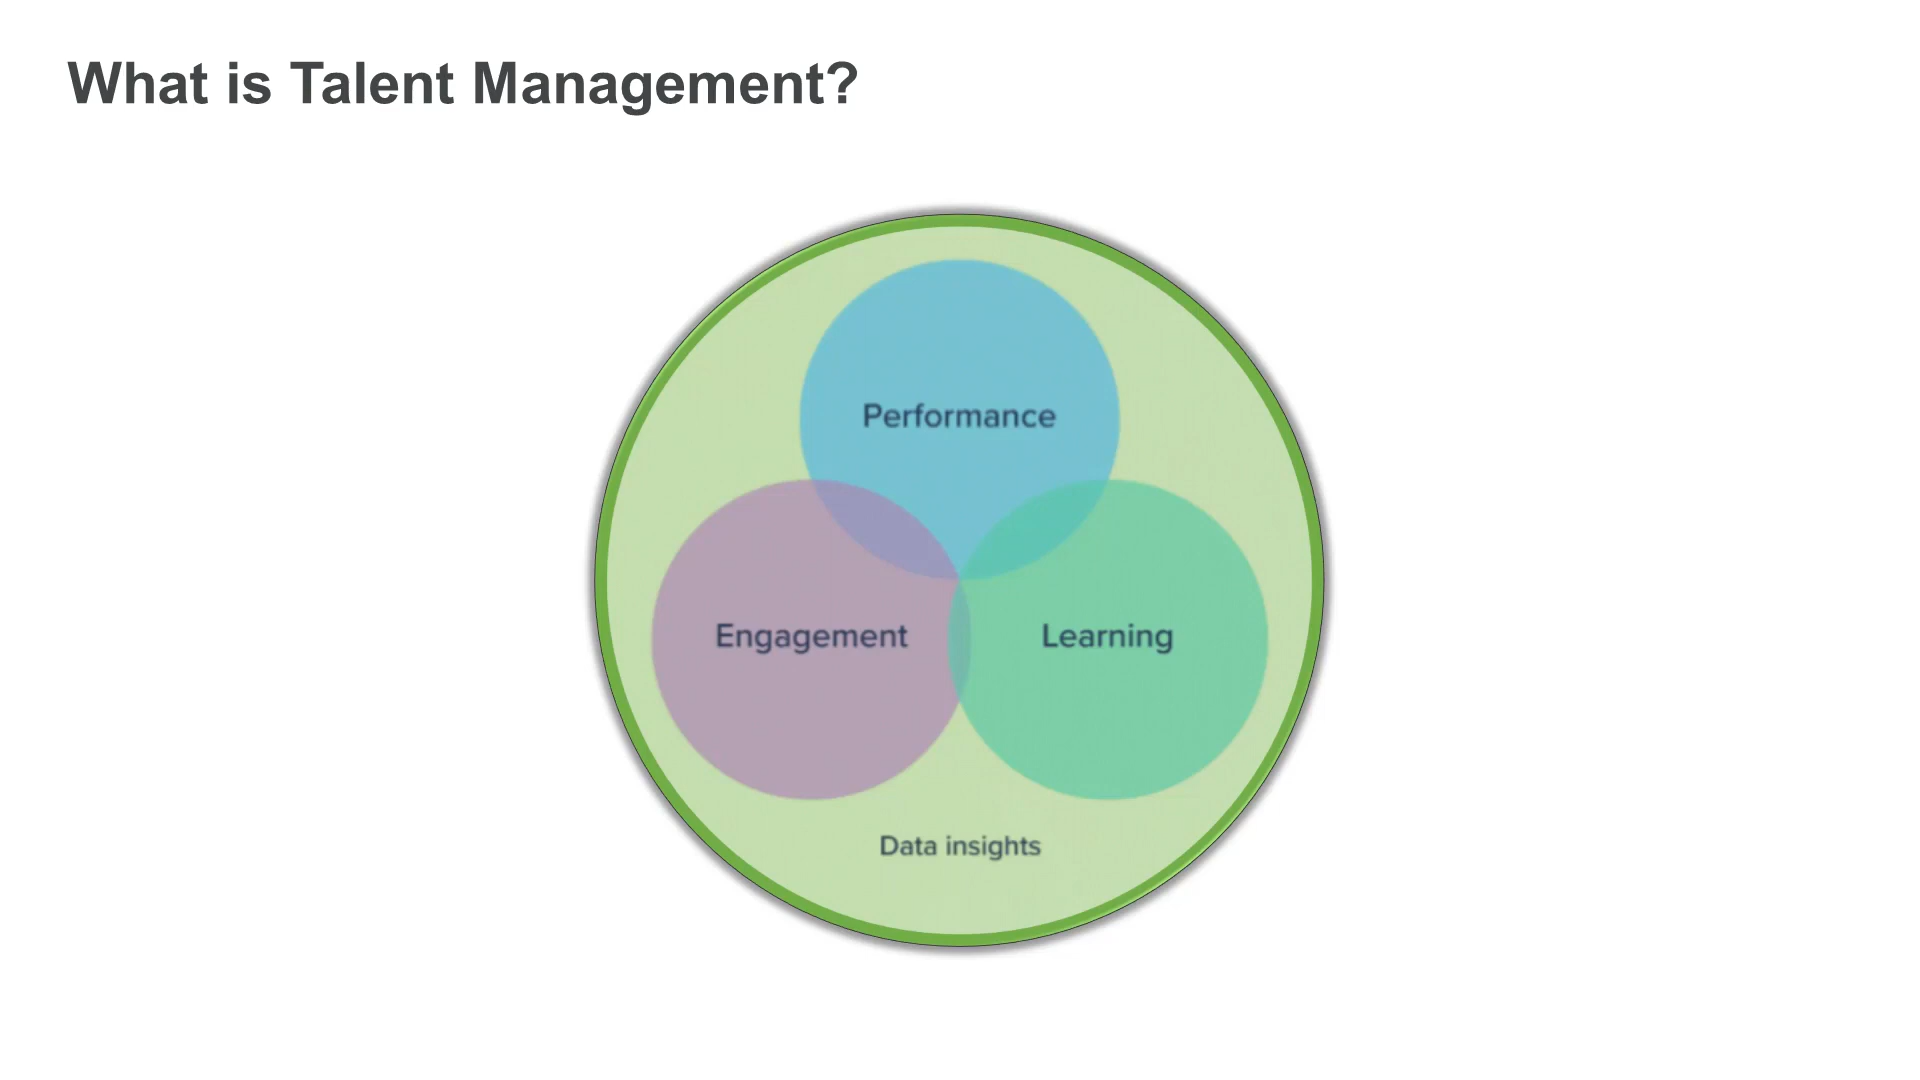 What is Talent Management?
Performance
Engagement
Learning
Data insights